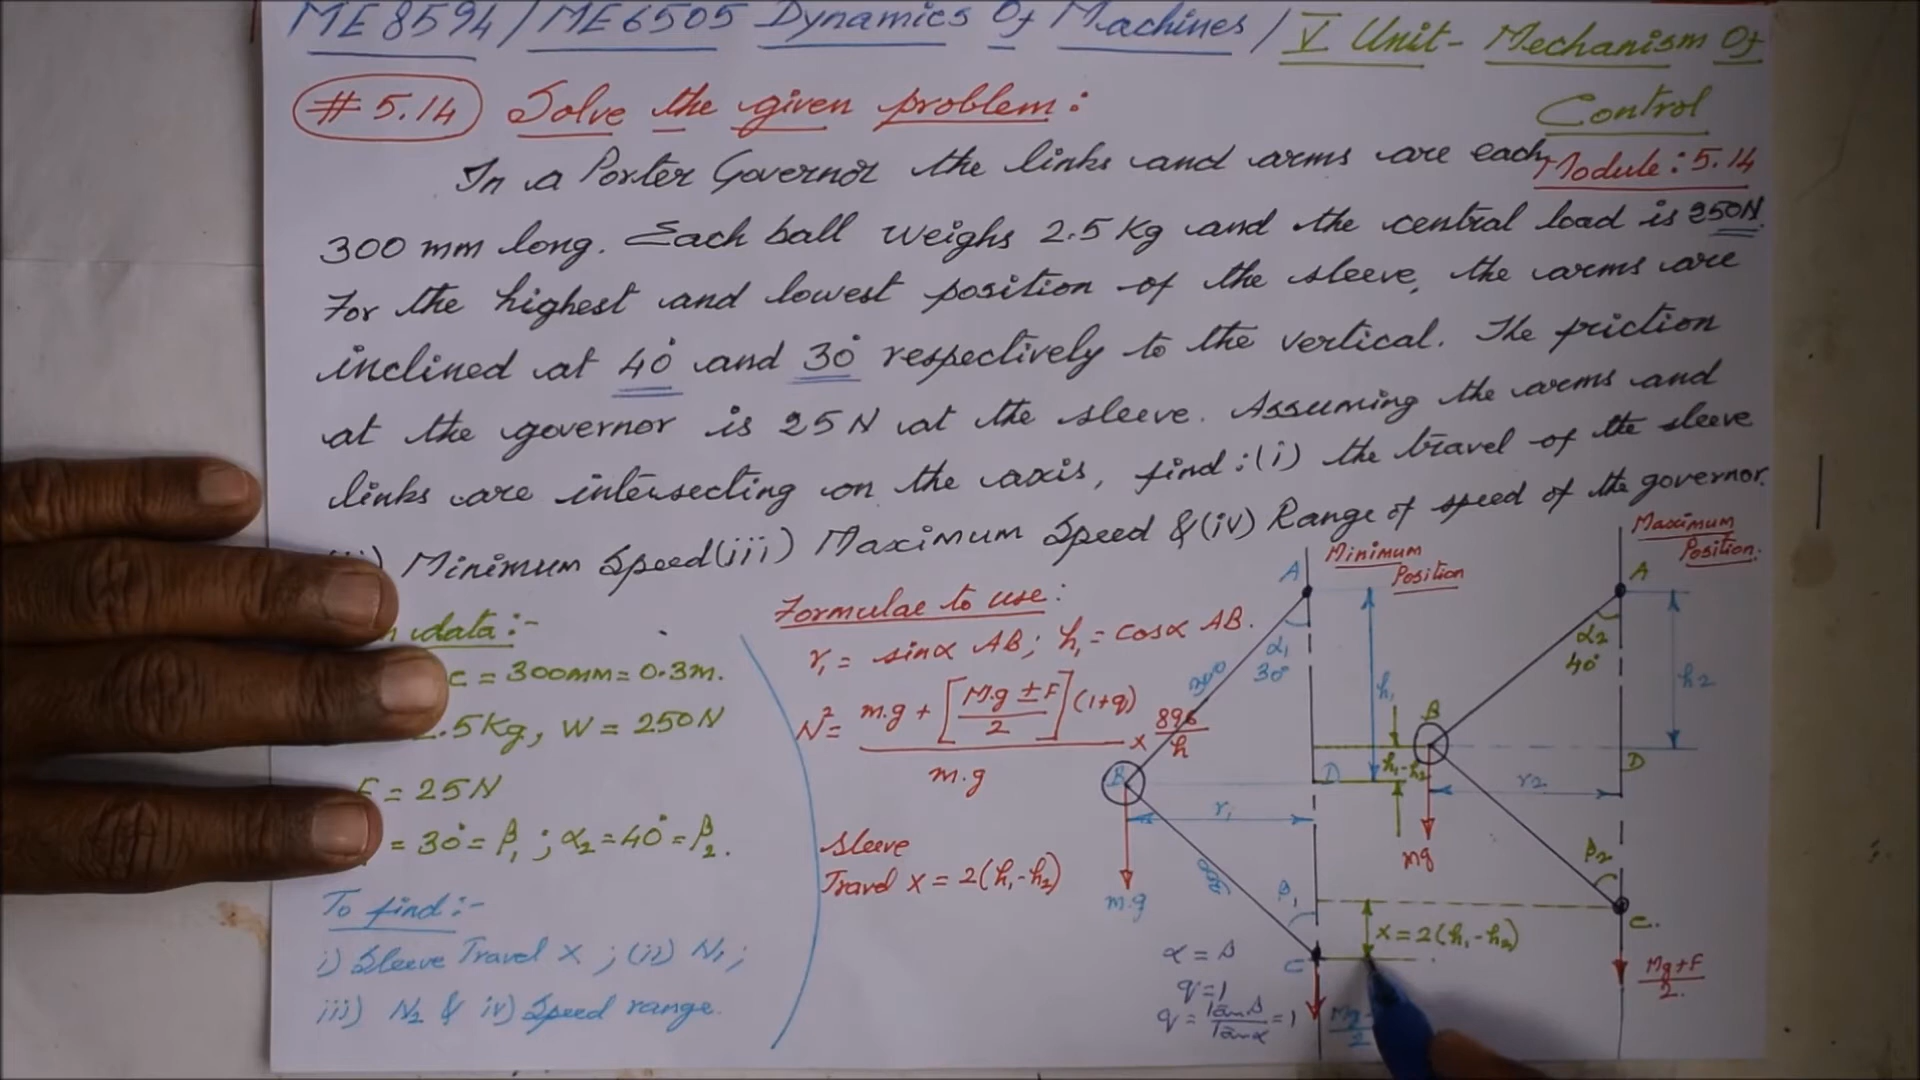 ME 8594/ME6505 Dynamics Of Machines/ V Unit- Mechanism Of
Control
#5.14 Solve the given problem:
Module: 5.14
In a Porter Governor the links and arms are each
300 mm long. Each ball weighs 2.5 Kg and the central load is 250N.
For the highest and lowest position of the sleeve, the arms are
inclined at 40° and 30° respectively to the vertical. The friction
at the governor is 25N at the sleeve. Assuming the arms and
links are intersecting on the axis, find:(i) the travel of the sleeve
) Minimum Speed(iii) Maximum Speed &(iv) Range of speed of the governor.
data:-
c = 300mm = 0.3m.
.5Kg, W = 250N
F = 25N
= 30° = β₁ ; α₂ = 40° = β₂.
To find:-
i) Sleeve Travel x ; (ii) N₁;
iii) N₂ & iv) Speed range.
Formulae to use:
r₁ = sinα AB; h₁ = cosα AB.
N² = m.g + [M.g ± F / 2] (1+q) / m.g × 896 / h
Sleeve
Travel x = 2(h₁-h₂)
Minimum
Position
A
α₁
30°
300
h₁
B
D
r₁
h₁-h₂
m.g
300
β₁
α = β
q = 1
q = Tanβ / Tanα = 1
C
x = 2(h₁-h₂)
Mg
2
Maximum
Position.
A
α₂
40°
h₂
B
D
r₂
mg
β₂
C.
Mg+F
2.